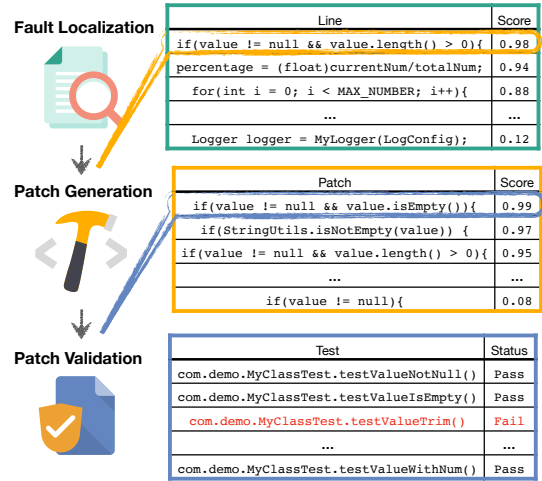 Fault Localization
Line Score
if(value != null && value.length() > 0){ 0.98
percentage = (float)currentNum/totalNum; 0.94
for(int i = 0; i < MAX_NUMBER; i++){ 0.88
... ...
Logger logger = MyLogger(LogConfig); 0.12
Patch Generation
Patch Score
if(value != null && value.isEmpty()){ 0.99
if(StringUtils.isNotEmpty(value)) { 0.97
if(value != null && value.length() > 0){ 0.95
... ...
if(value != null){ 0.08
Patch Validation
Test Status
com.demo.MyClassTest.testValueNotNull() Pass
com.demo.MyClassTest.testValueIsEmpty() Pass
com.demo.MyClassTest.testValueTrim() Fail
... ...
com.demo.MyClassTest.testValueWithNum() Pass